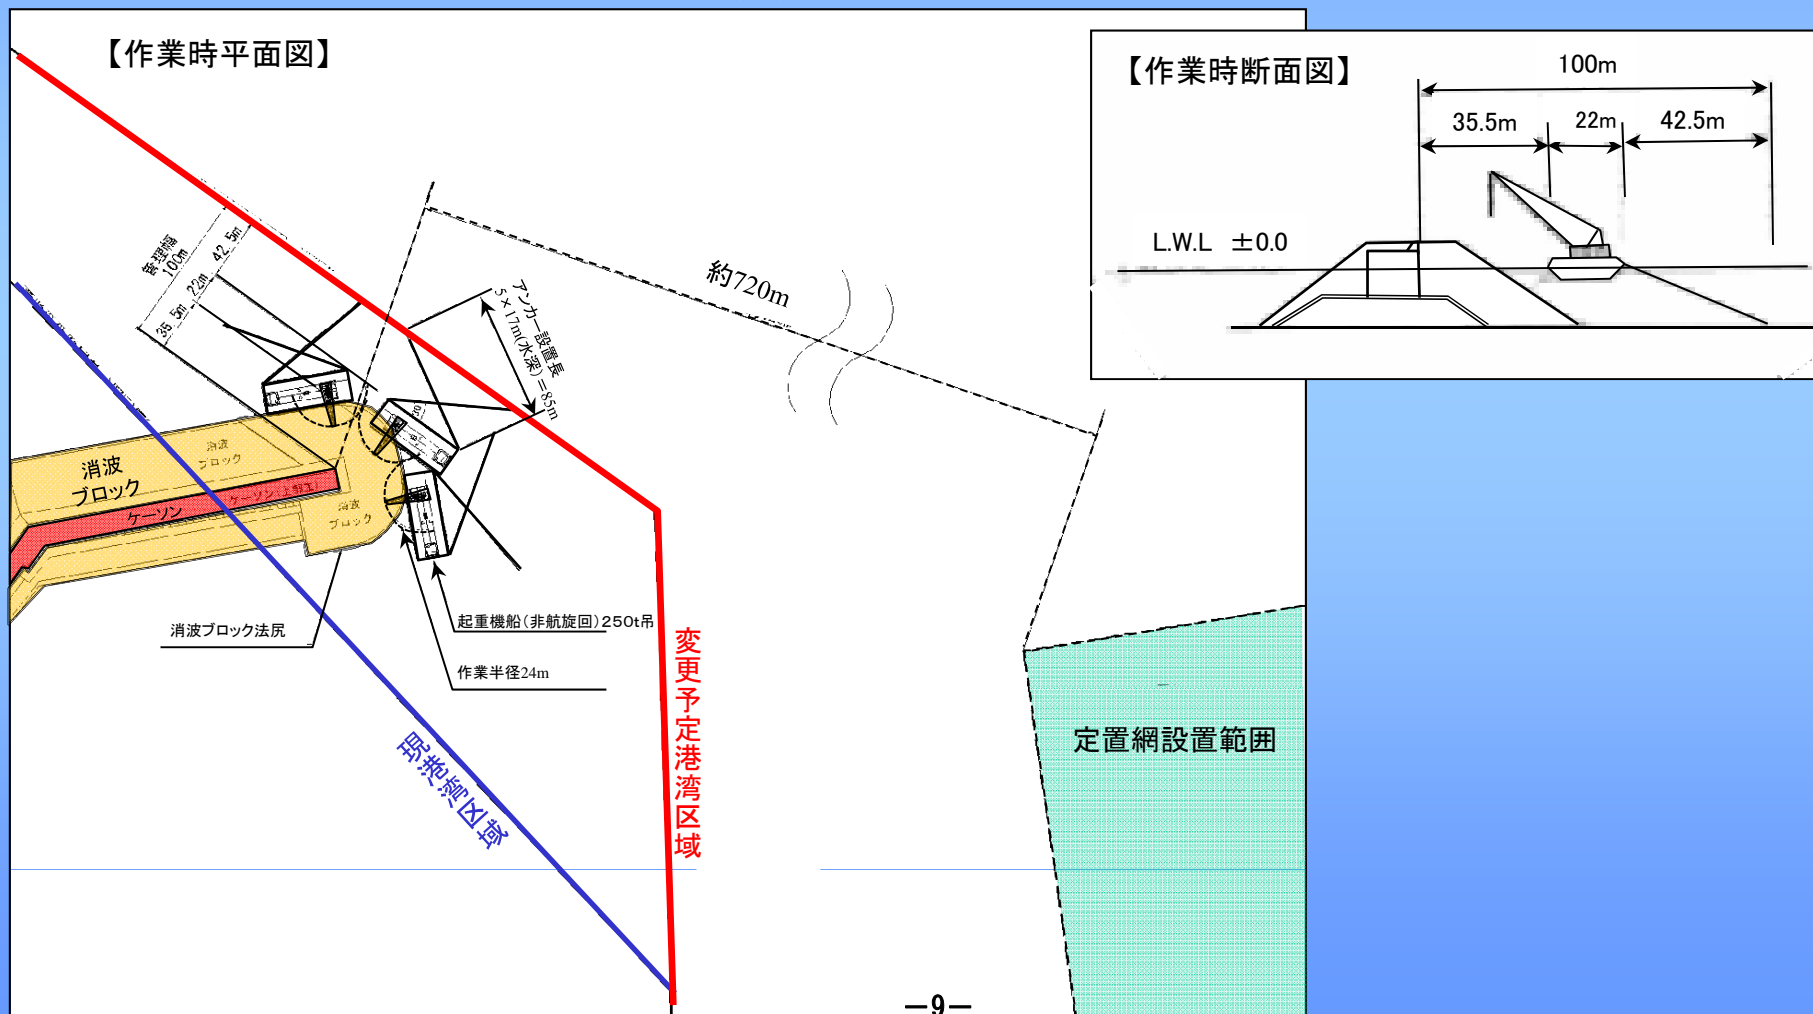 【作業時平面図】
【作業時断面図】
100m
35.5m
22m
42.5m
L.W.L ±0.0
管理幅
100m
35.5m
22m
42.5m
約720m
アンカー設置長
5×17m(水深)=85m
30
消波
ブロック
消波
ブロック
ケーソン
消波
ブロック
消波ブロック法尻
起重機船(非航旋回)250t吊
作業半径24m
変更予定港湾区域
現港湾区域
定置網設置範囲
－9－